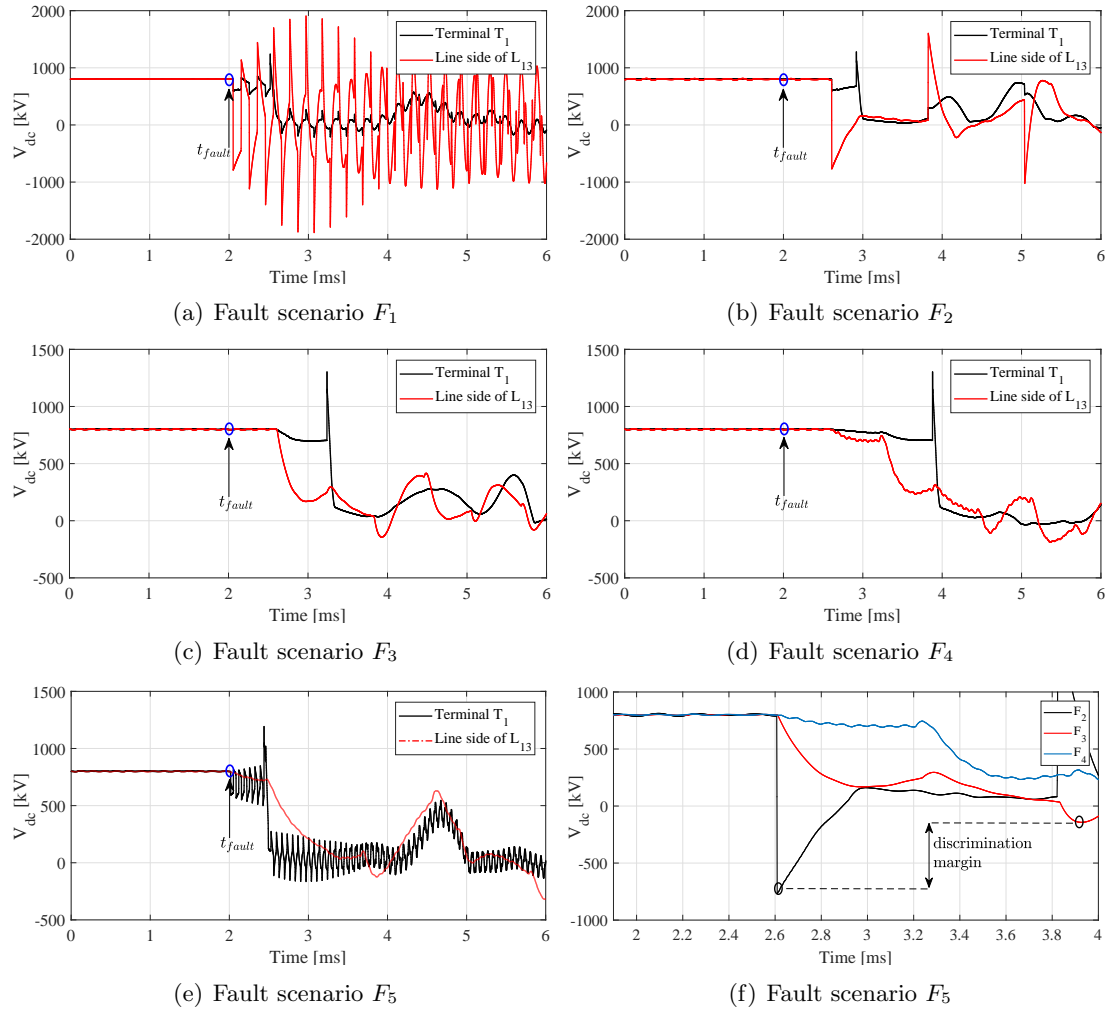 2000
1000
0
-1000
-2000
V_dc [kV]
Terminal T_1
Line side of L_13
t_fault
0 1 2 3 4 5 6
Time [ms]
(a) Fault scenario F_1
2000
1000
0
-1000
-2000
V_dc [kV]
Terminal T_1
Line side of L_13
t_fault
0 1 2 3 4 5 6
Time [ms]
(b) Fault scenario F_2
1500
1000
500
0
-500
V_dc [kV]
Terminal T_1
Line side of L_13
t_fault
0 1 2 3 4 5 6
Time [ms]
(c) Fault scenario F_3
1500
1000
500
0
-500
V_dc [kV]
Terminal T_1
Line side of L_13
t_fault
0 1 2 3 4 5 6
Time [ms]
(d) Fault scenario F_4
1500
1000
500
0
-500
V_dc [kV]
Terminal T_1
Line side of L_13
t_fault
0 1 2 3 4 5 6
Time [ms]
(e) Fault scenario F_5
1000
500
0
-500
-1000
V_dc [kV]
F_2
F_3
F_4
discrimination
margin
2 2.2 2.4 2.6 2.8 3 3.2 3.4 3.6 3.8 4
Time [ms]
(f) Fault scenario F_5